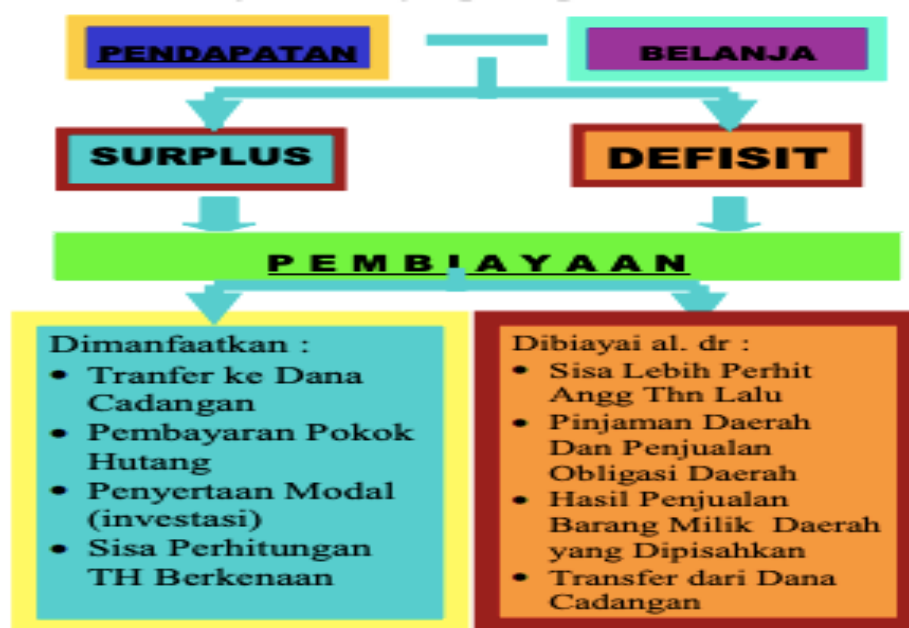 PENDAPATAN
BELANJA
SURPLUS
DEFISIT
P E M B I A Y A A N
Dimanfaatkan :
• Tranfer ke Dana
Cadangan
• Pembayaran Pokok
Hutang
• Penyertaan Modal
(investasi)
• Sisa Perhitungan
TH Berkenaan
Dibiayai al. dr :
• Sisa Lebih Perhit
Angg Thn Lalu
• Pinjaman Daerah
Dan Penjualan
Obligasi Daerah
• Hasil Penjualan
Barang Milik Daerah
yang Dipisahkan
• Transfer dari Dana
Cadangan